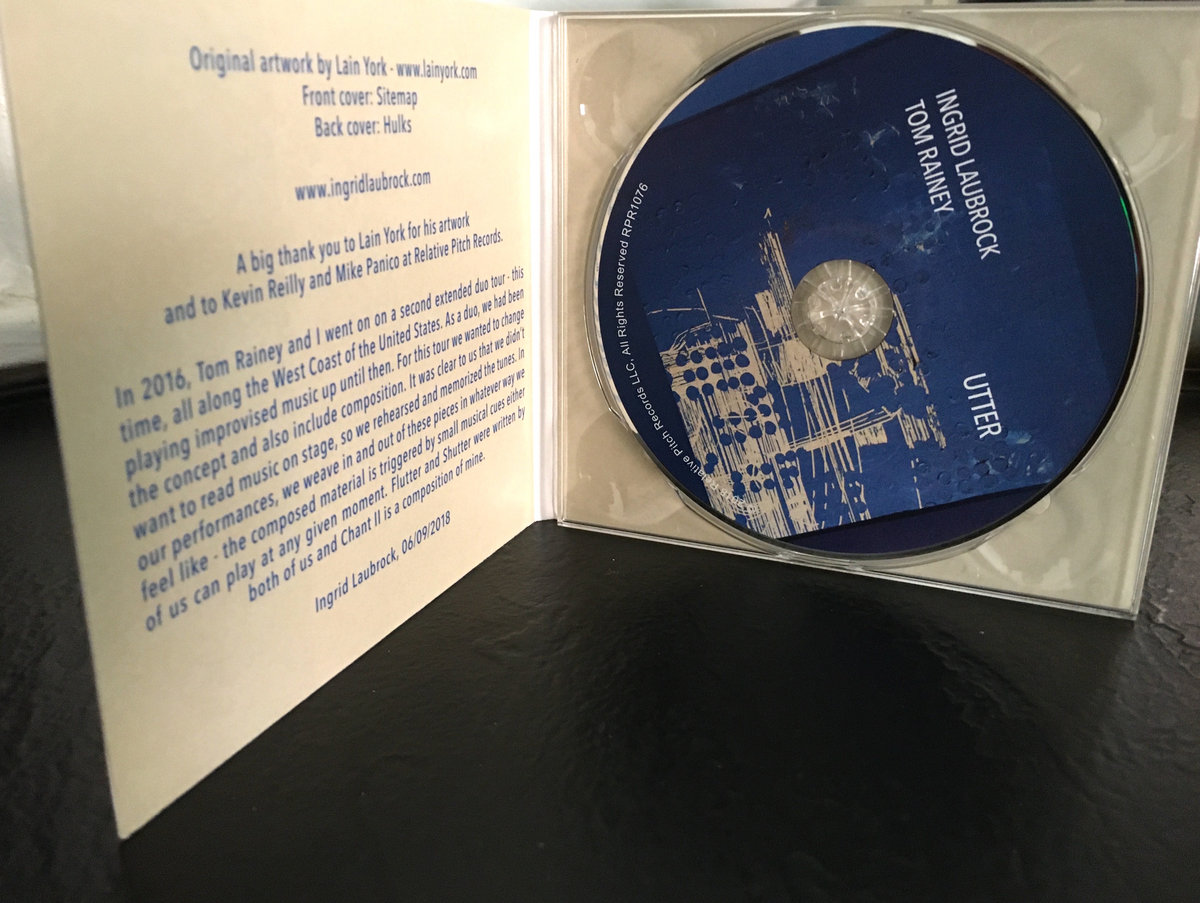 Original artwork by Lain York - www.lainyork.com
Front cover: Sitemap
Back cover: Hulks
www.ingridlaubrock.com
A big thank you to Lain York for his artwork
and to Kevin Reilly and Mike Panico at Relative Pitch Records.
In 2016, Tom Rainey and I went on on a second extended duo tour - this
time, all along the West Coast of the United States. As a duo, we had been
playing improvised music up until then. For this tour we wanted to change
the concept and also include composition. It was clear to us that we didn't
want to read music on stage, so we rehearsed and memorized the tunes. In
our performances, we weave in and out of these pieces in whatever way we
feel like - the composed material is triggered by small musical cues either
of us can play at any given moment. Flutter and Shutter were written by
both of us and Chant II is a composition of mine.
Ingrid Laubrock, 06/09/2018
INGRID LAUBROCK
TOM RAINEY
UTTER
Relative Pitch Records LLC, All Rights Reserved RPR1076